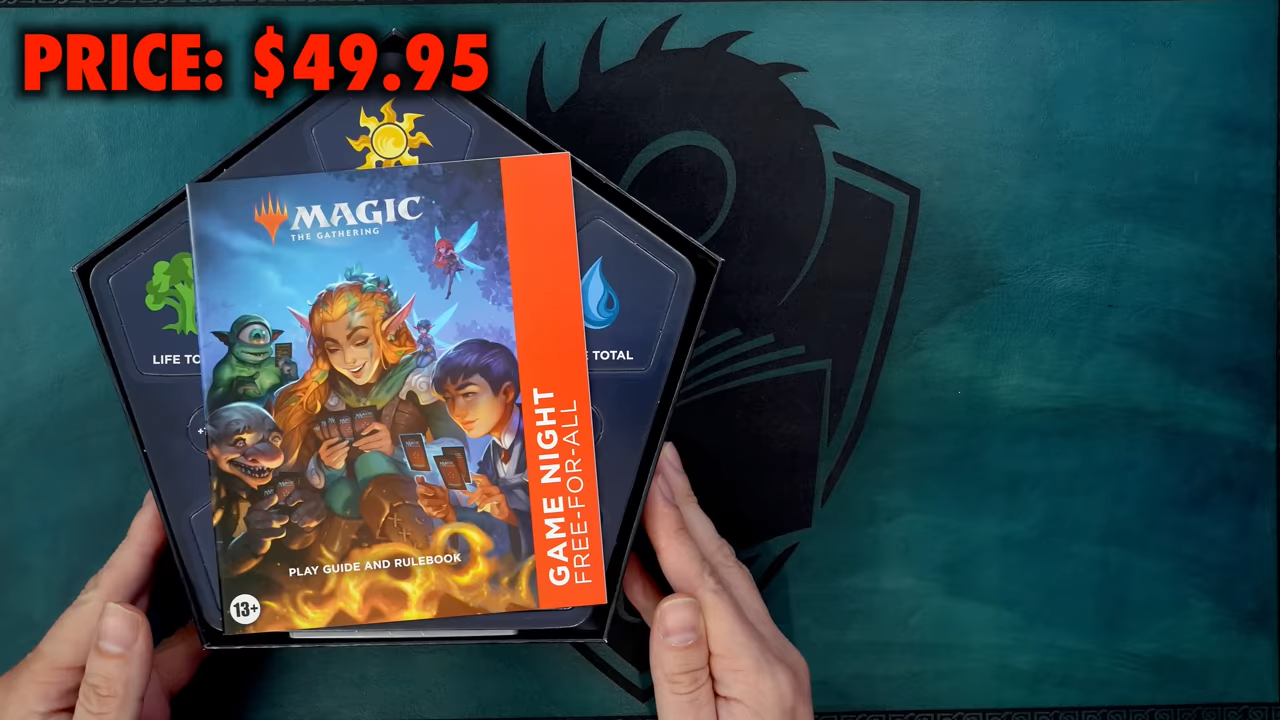 PRICE: $49.95
MAGIC
THE GATHERING
LIFE TO
E TOTAL
GAME NIGHT
FREE-FOR-ALL
PLAY GUIDE AND RULEBOOK
13+